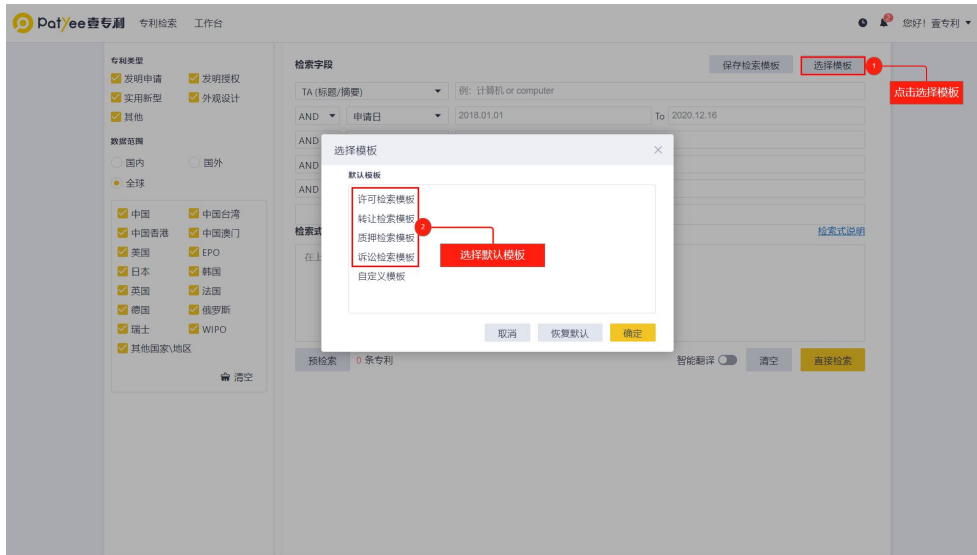 Patyee壹专利 专利检索 工作台 2 您好！壹专利
专利类型
发明申请 发明授权
实用新型 外观设计
其他
数据范围
国内 国外
全球
中国 中国台湾
中国香港 中国澳门
美国 EPO
日本 韩国
英国 法国
德国 俄罗斯
瑞士 WIPO
其他国家\地区
清空
检索字段 保存检索模板 选择模板 1
点击选择模板
TA (标题/摘要) 例: 计算机 or computer
AND 申请日 2018.01.01 To 2020.12.16
AND
AND
AND
选择模板
默认模板
许可检索模板
转让检索模板
质押检索模板
诉讼检索模板
自定义模板
2
选择默认模板
取消 恢复默认 确定
检索式说明
预检索 0 条专利 智能翻译 清空 直接检索